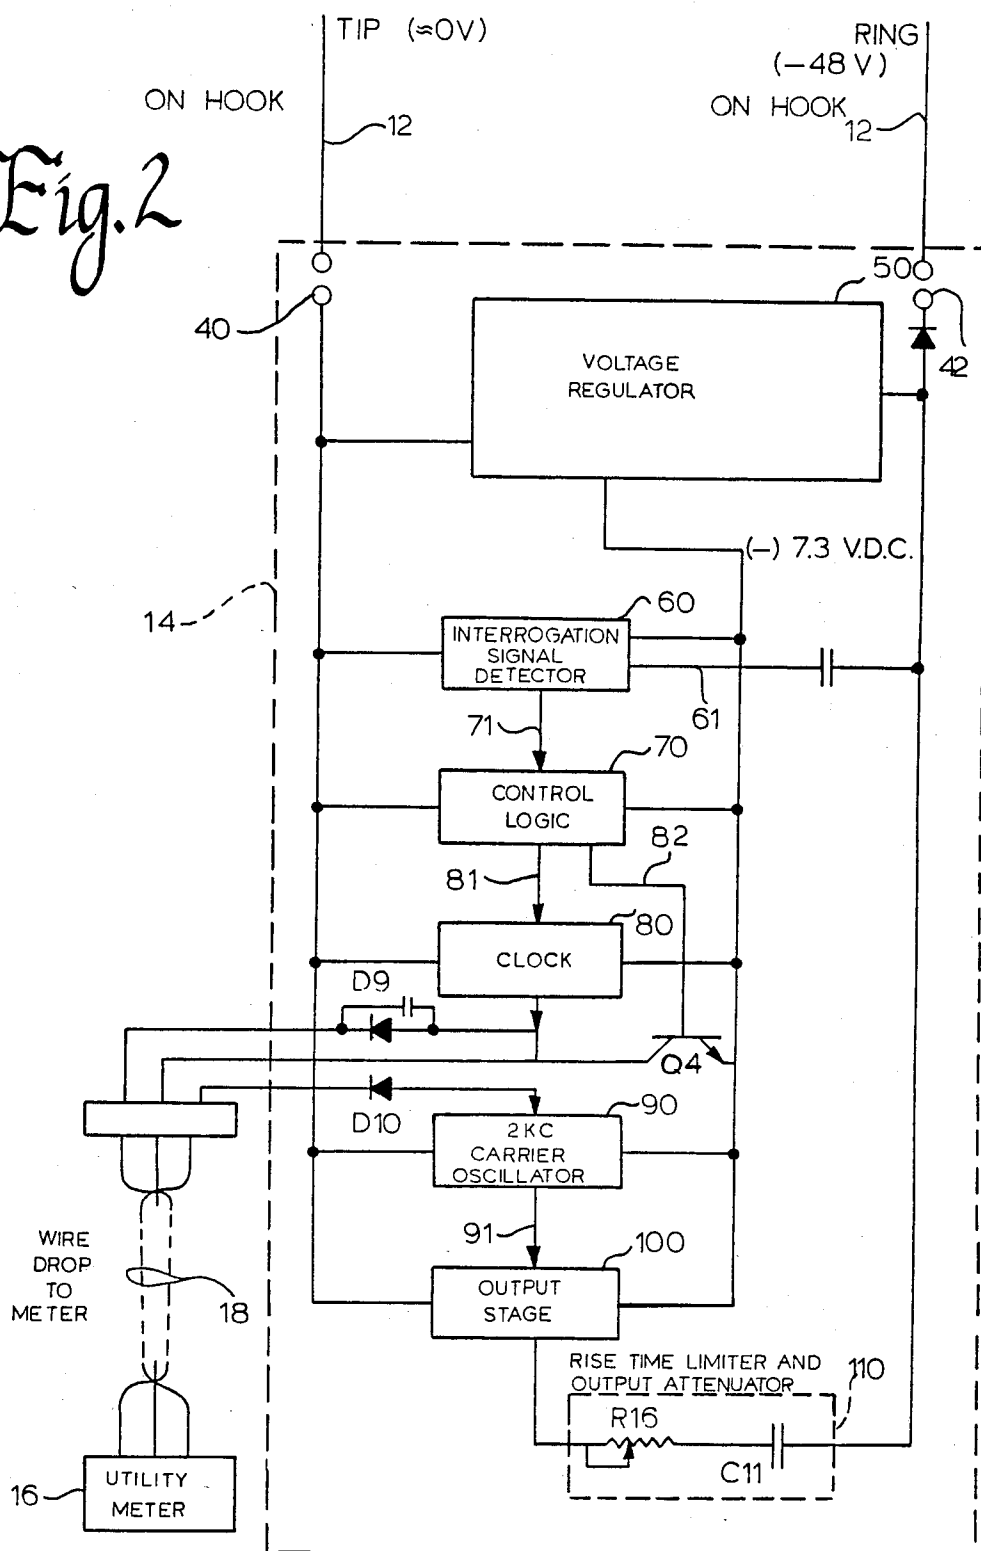 TIP (≈0V)
RING
(−48 V)
ON HOOK
ON HOOK
12
12
Fig. 2
50
40
42
VOLTAGE
REGULATOR
(−) 7.3 V.D.C.
14
60
INTERROGATION
SIGNAL
DETECTOR
61
71
70
CONTROL
LOGIC
82
81
80
CLOCK
D9
Q4
D10
90
2KC
CARRIER
OSCILLATOR
91
100
WIRE
DROP
TO
METER
18
OUTPUT
STAGE
RISE TIME LIMITER AND
OUTPUT ATTENUATOR
110
R16
C11
16
UTILITY
METER